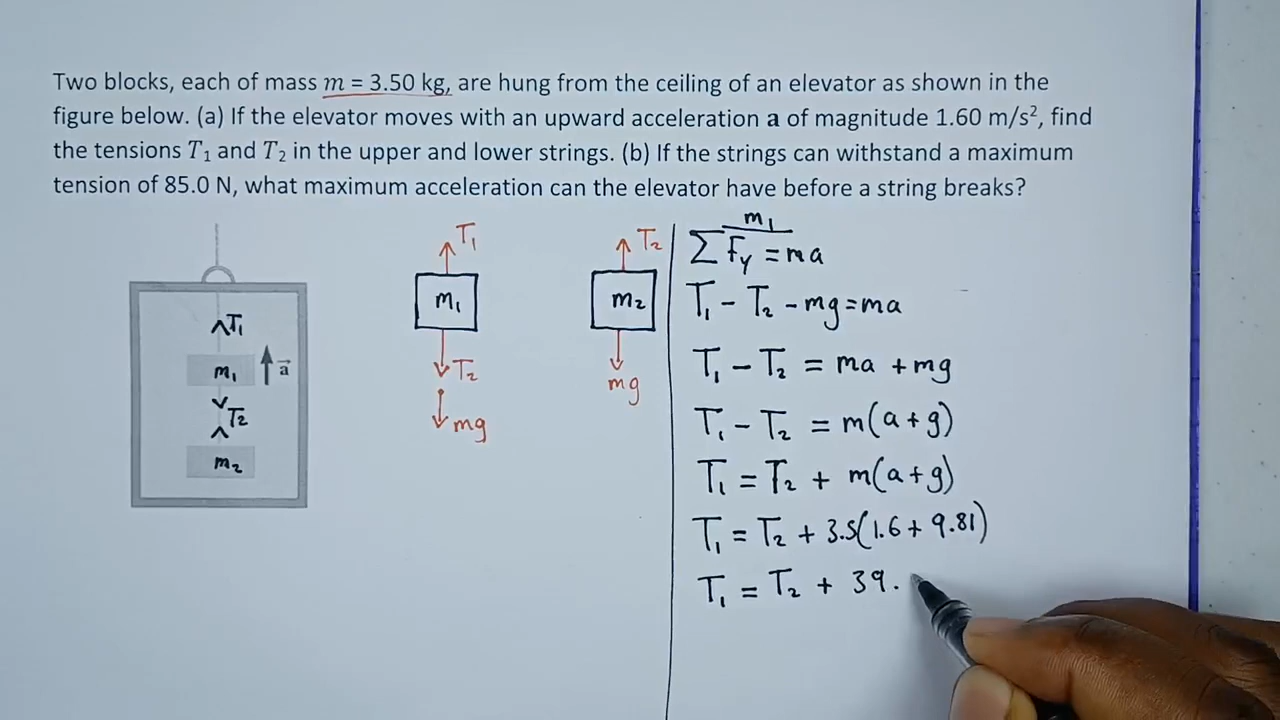 Two blocks, each of mass m = 3.50 kg, are hung from the ceiling of an elevator as shown in the
figure below. (a) If the elevator moves with an upward acceleration a of magnitude 1.60 m/s², find
the tensions T₁ and T₂ in the upper and lower strings. (b) If the strings can withstand a maximum
tension of 85.0 N, what maximum acceleration can the elevator have before a string breaks?
T₁
m₁
a⃗
T₂
m₂
T₁
m₁
T₂
mg
T₂
m₂
mg
m₁
∑Fy = ma
T₁ - T₂ - mg = ma
T₁ - T₂ = ma + mg
T₁ - T₂ = m(a+g)
T₁ = T₂ + m(a+g)
T₁ = T₂ + 3.5(1.6 + 9.81)
T₁ = T₂ + 39.